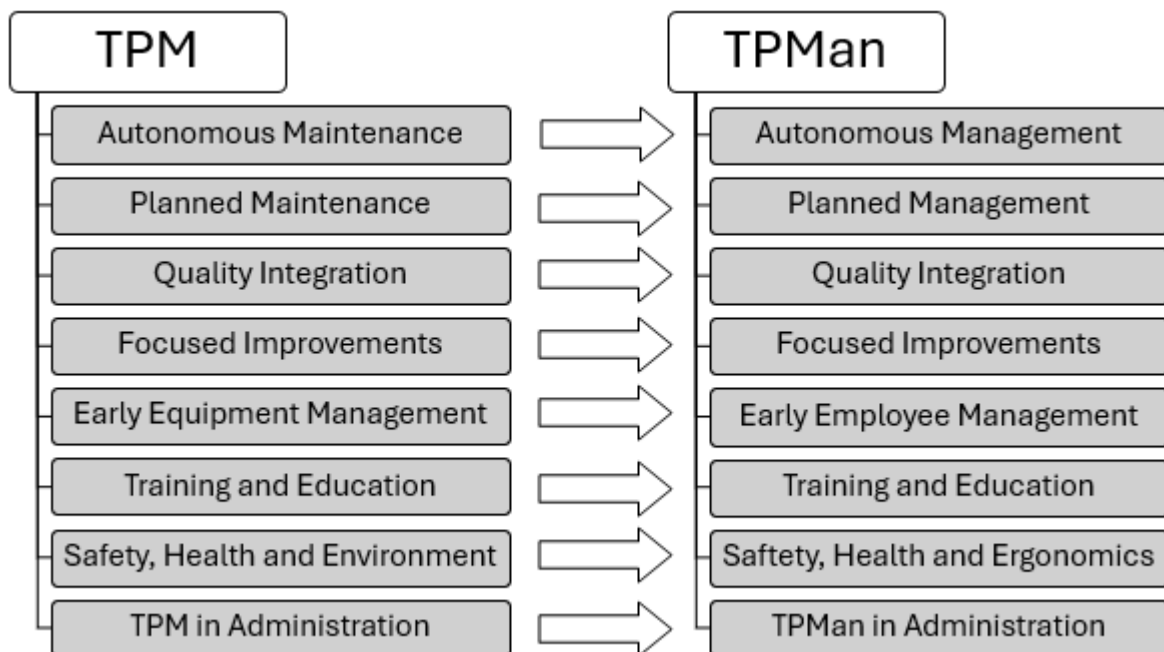 TPM
TPMan
Autonomous Maintenance
Autonomous Management
Planned Maintenance
Planned Management
Quality Integration
Quality Integration
Focused Improvements
Focused Improvements
Early Equipment Management
Early Employee Management
Training and Education
Training and Education
Safety, Health and Environment
Saftety, Health and Ergonomics
TPM in Administration
TPMan in Administration